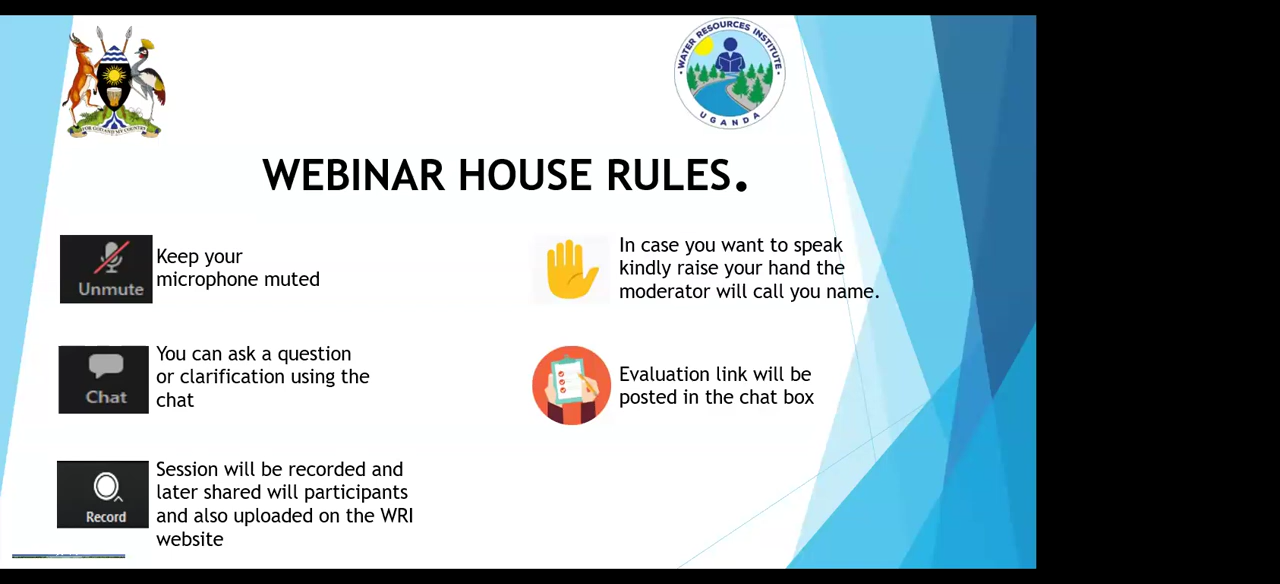 FOR GOD AND MY COUNTRY
WATER RESOURCES INSTITUTE
UGANDA
WEBINAR HOUSE RULES.
Unmute
Keep your
microphone muted
Chat
You can ask a question
or clarification using the
chat
Record
Session will be recorded and
later shared will participants
and also uploaded on the WRI
website
In case you want to speak
kindly raise your hand the
moderator will call you name.
Evaluation link will be
posted in the chat box